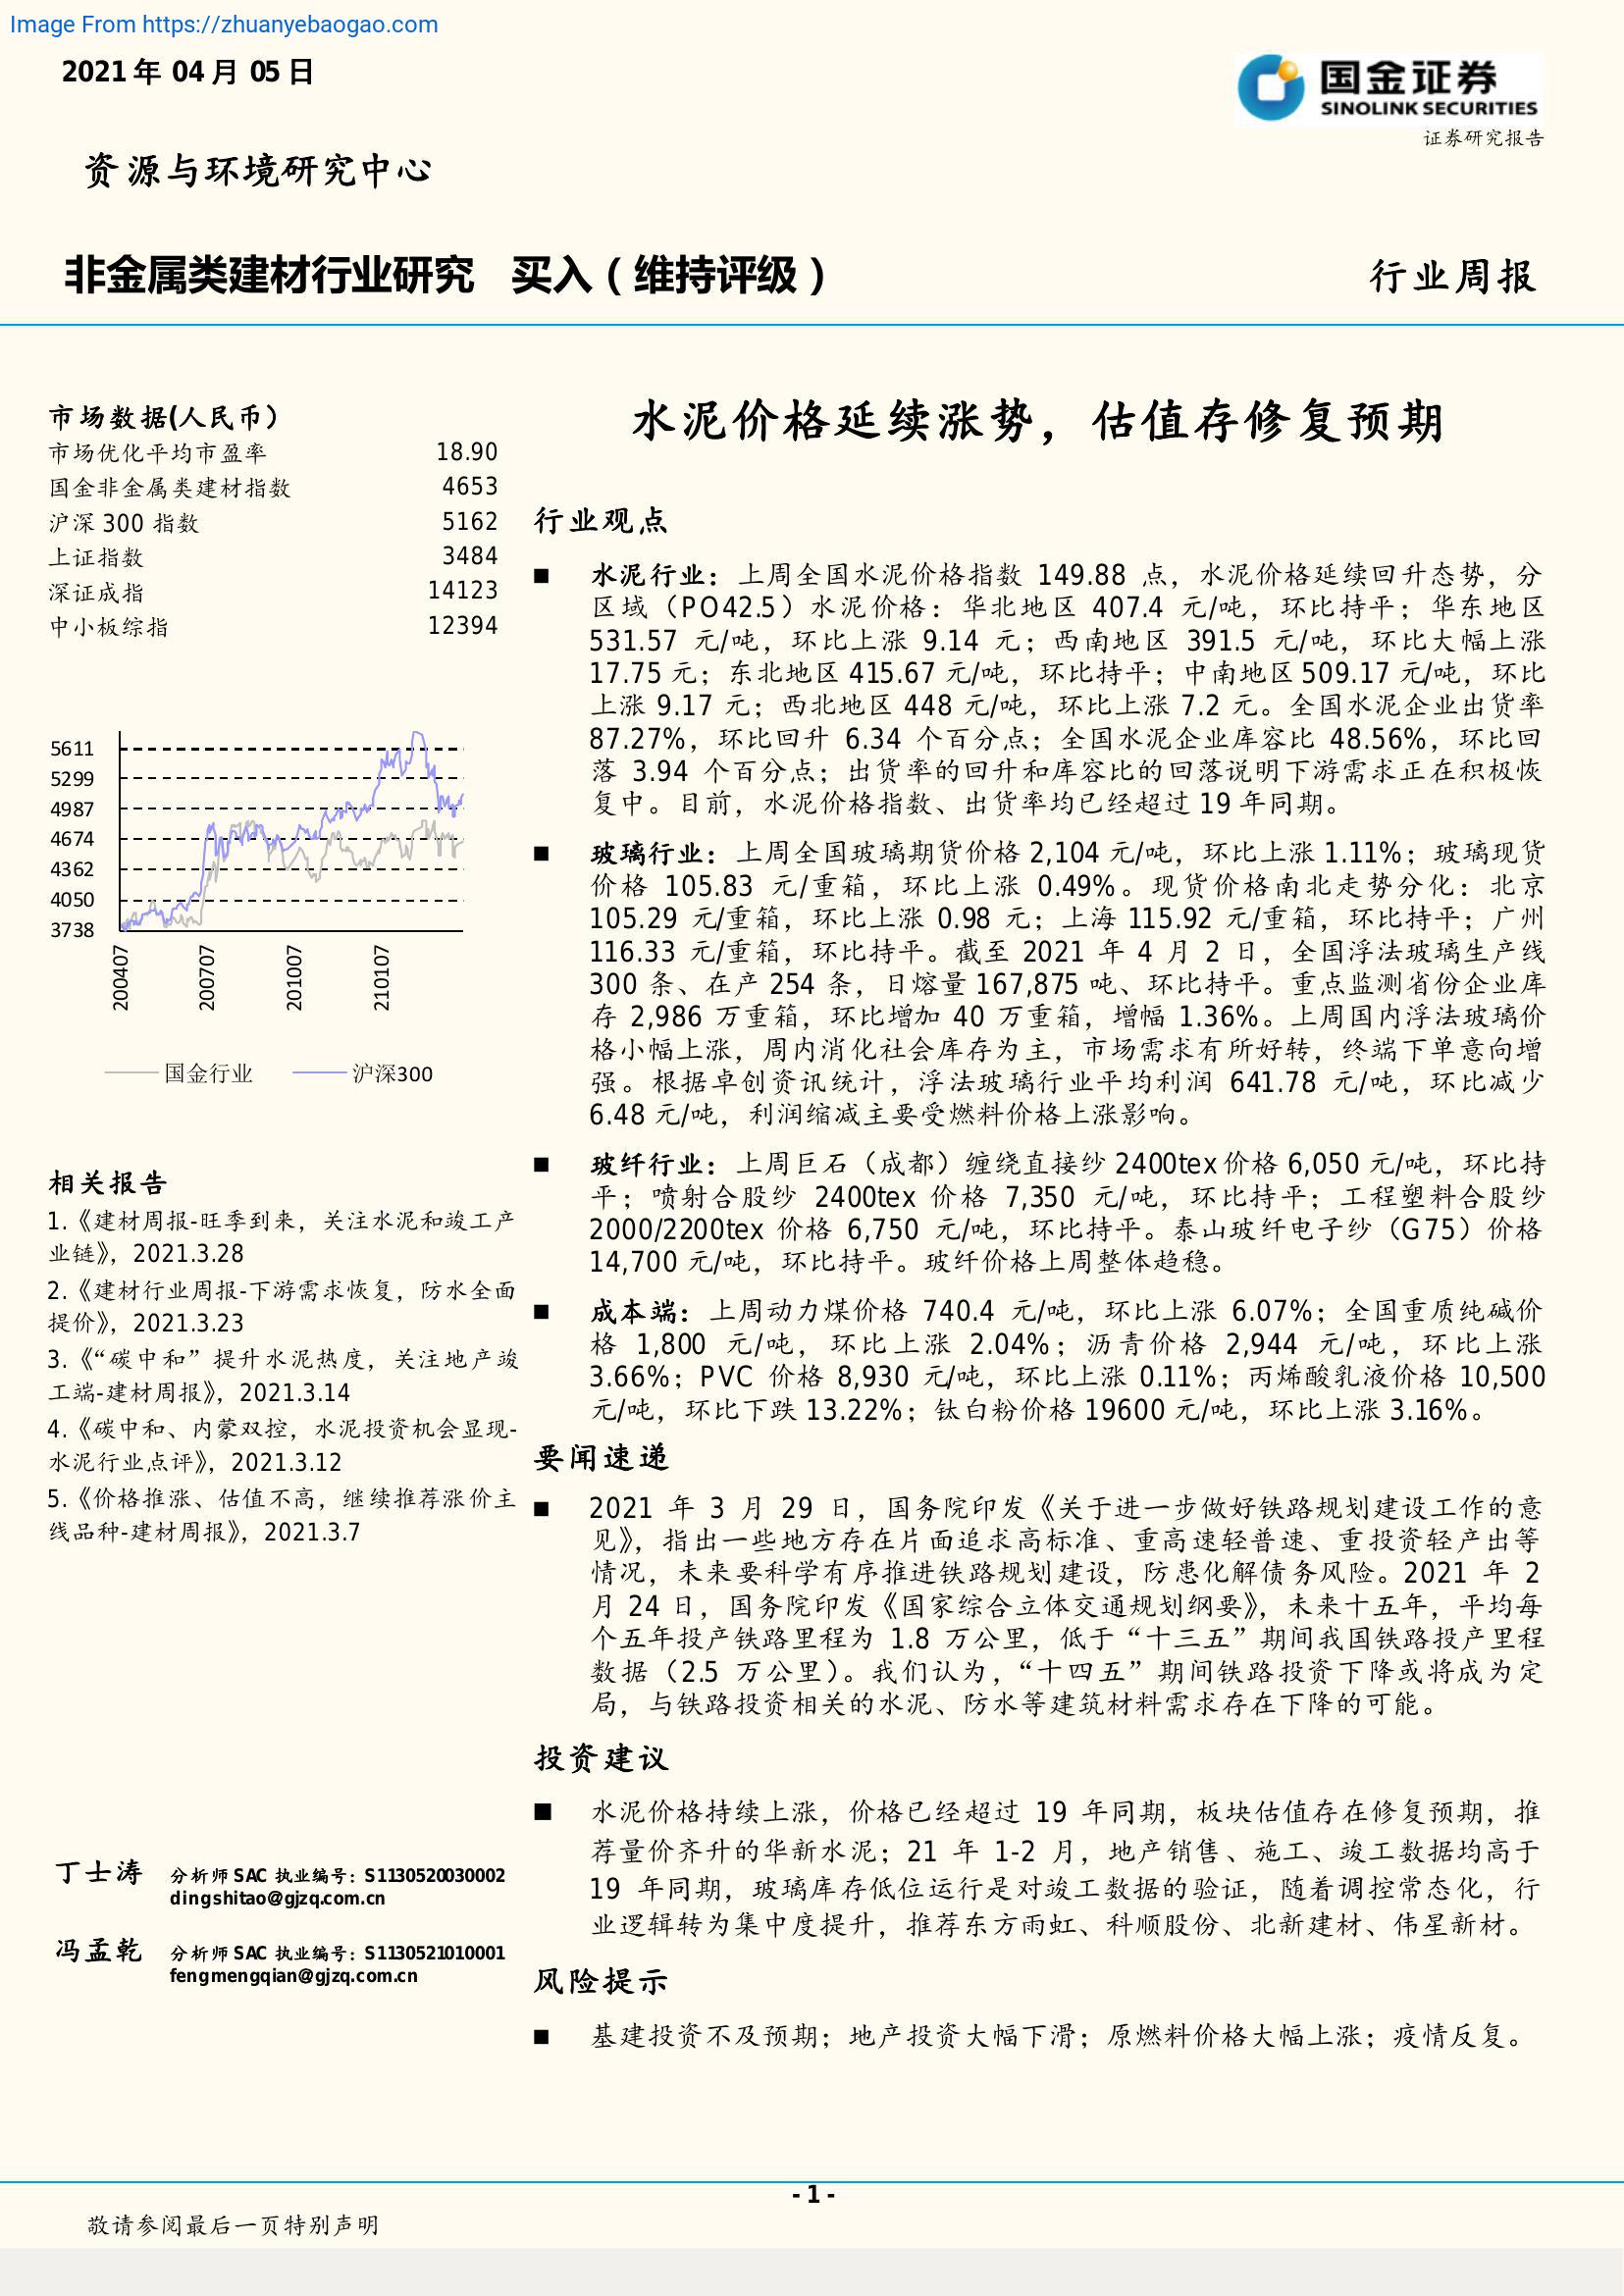 Image From https://zhuanyebaogao.com
2021 年 04 月 05 日
国金证券
SINOLINK SECURITIES
证券研究报告
资源与环境研究中心
非金属类建材行业研究 买入（维持评级）
行业周报
市场数据(人民币）
市场优化平均市盈率 18.90
国金非金属类建材指数 4653
沪深 300 指数 5162
上证指数 3484
深证成指 14123
中小板综指 12394
5611
5299
4987
4674
4362
4050
3738
200407
200707
201007
210107
国金行业 沪深300
相关报告
1.《建材周报-旺季到来，关注水泥和竣工产
业链》，2021.3.28
2.《建材行业周报-下游需求恢复，防水全面
提价》，2021.3.23
3.《“碳中和”提升水泥热度，关注地产竣
工端-建材周报》，2021.3.14
4.《碳中和、内蒙双控，水泥投资机会显现-
水泥行业点评》，2021.3.12
5.《价格推涨、估值不高，继续推荐涨价主
线品种-建材周报》，2021.3.7
丁士涛 分析师 SAC 执业编号：S1130520030002
dingshitao@gjzq.com.cn
冯孟乾 分析师 SAC 执业编号：S1130521010001
fengmengqian@gjzq.com.cn
水泥价格延续涨势，估值存修复预期
行业观点
■ 水泥行业：上周全国水泥价格指数 149.88 点，水泥价格延续回升态势，分
区域（PO42.5）水泥价格：华北地区 407.4 元/吨，环比持平；华东地区
531.57 元/吨，环比上涨 9.14 元；西南地区 391.5 元/吨，环比大幅上涨
17.75 元；东北地区 415.67 元/吨，环比持平；中南地区 509.17 元/吨，环比
上涨 9.17 元；西北地区 448 元/吨，环比上涨 7.2 元。全国水泥企业出货率
87.27%，环比回升 6.34 个百分点；全国水泥企业库容比 48.56%，环比回
落 3.94 个百分点；出货率的回升和库容比的回落说明下游需求正在积极恢
复中。目前，水泥价格指数、出货率均已经超过 19 年同期。
■ 玻璃行业：上周全国玻璃期货价格 2,104 元/吨，环比上涨 1.11%；玻璃现货
价格 105.83 元/重箱，环比上涨 0.49%。现货价格南北走势分化：北京
105.29 元/重箱，环比上涨 0.98 元；上海 115.92 元/重箱，环比持平；广州
116.33 元/重箱，环比持平。截至 2021 年 4 月 2 日，全国浮法玻璃生产线
300 条、在产 254 条，日熔量 167,875 吨、环比持平。重点监测省份企业库
存 2,986 万重箱，环比增加 40 万重箱，增幅 1.36%。上周国内浮法玻璃价
格小幅上涨，周内消化社会库存为主，市场需求有所好转，终端下单意向增
强。根据卓创资讯统计，浮法玻璃行业平均利润 641.78 元/吨，环比减少
6.48 元/吨，利润缩减主要受燃料价格上涨影响。
■ 玻纤行业：上周巨石（成都）缠绕直接纱 2400tex 价格 6,050 元/吨，环比持
平；喷射合股纱 2400tex 价格 7,350 元/吨，环比持平；工程塑料合股纱
2000/2200tex 价格 6,750 元/吨，环比持平。泰山玻纤电子纱（G75）价格
14,700 元/吨，环比持平。玻纤价格上周整体趋稳。
■ 成本端：上周动力煤价格 740.4 元/吨，环比上涨 6.07%；全国重质纯碱价
格 1,800 元/吨，环比上涨 2.04%；沥青价格 2,944 元/吨，环比上涨
3.66%；PVC 价格 8,930 元/吨，环比上涨 0.11%；丙烯酸乳液价格 10,500
元/吨，环比下跌 13.22%；钛白粉价格 19600 元/吨，环比上涨 3.16%。
要闻速递
■ 2021 年 3 月 29 日，国务院印发《关于进一步做好铁路规划建设工作的意
见》，指出一些地方存在片面追求高标准、重高速轻普速、重投资轻产出等
情况，未来要科学有序推进铁路规划建设，防患化解债务风险。2021 年 2
月 24 日，国务院印发《国家综合立体交通规划纲要》，未来十五年，平均每
个五年投产铁路里程为 1.8 万公里，低于“十三五”期间我国铁路投产里程
数据（2.5 万公里）。我们认为，“十四五”期间铁路投资下降或将成为定
局，与铁路投资相关的水泥、防水等建筑材料需求存在下降的可能。
投资建议
■ 水泥价格持续上涨，价格已经超过 19 年同期，板块估值存在修复预期，推
荐量价齐升的华新水泥；21 年 1-2 月，地产销售、施工、竣工数据均高于
19 年同期，玻璃库存低位运行是对竣工数据的验证，随着调控常态化，行
业逻辑转为集中度提升，推荐东方雨虹、科顺股份、北新建材、伟星新材。
风险提示
■ 基建投资不及预期；地产投资大幅下滑；原燃料价格大幅上涨；疫情反复。
- 1 -
敬请参阅最后一页特别声明